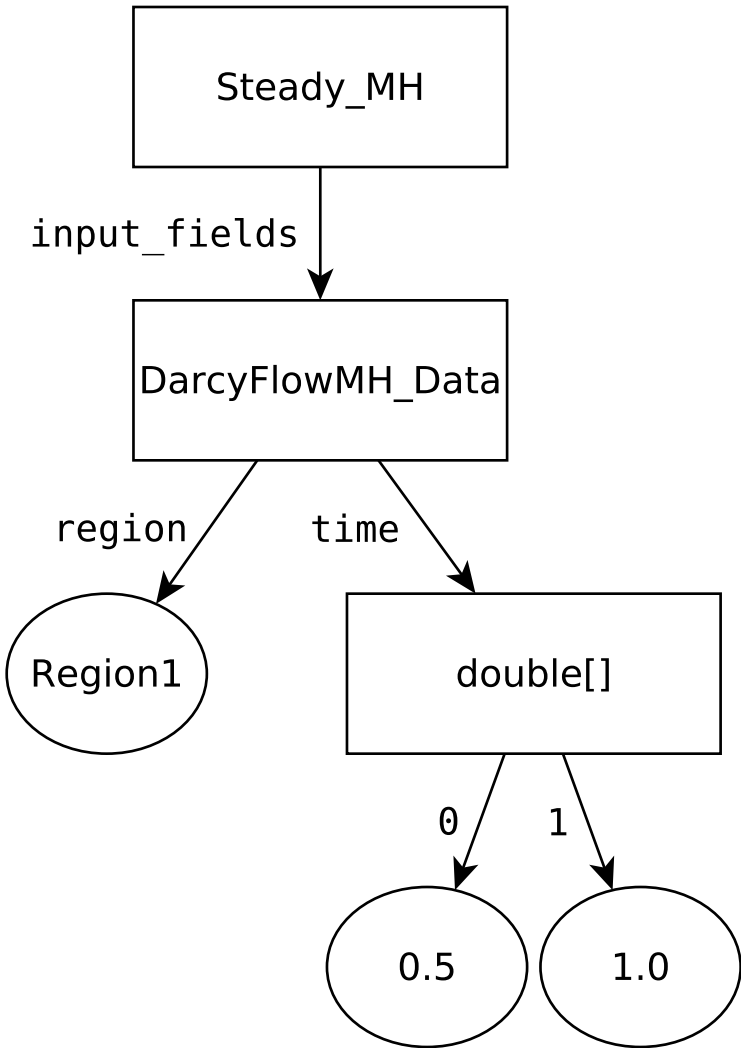 Steady_MH
input_fields
DarcyFlowMH_Data
region
time
Region1
double[]
0
1
0.5
1.0